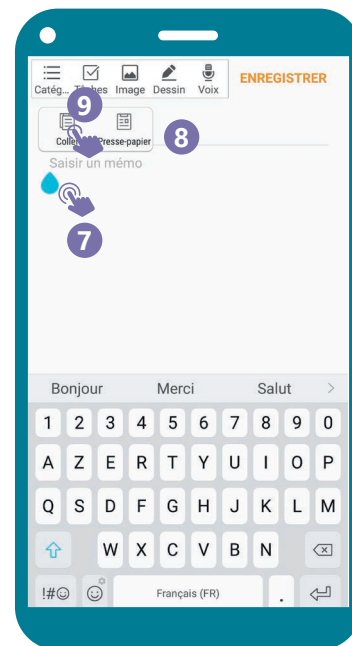 Catég... Tâches Image Dessin Voix ENREGISTRER
9
Coller Presse-papier 8
Saisir un mémo
7
Bonjour Merci Salut >
1 2 3 4 5 6 7 8 9 0
A Z E R T Y U I O P
Q S D F G H J K L M
W X C V B N
!#☺ Français (FR) .